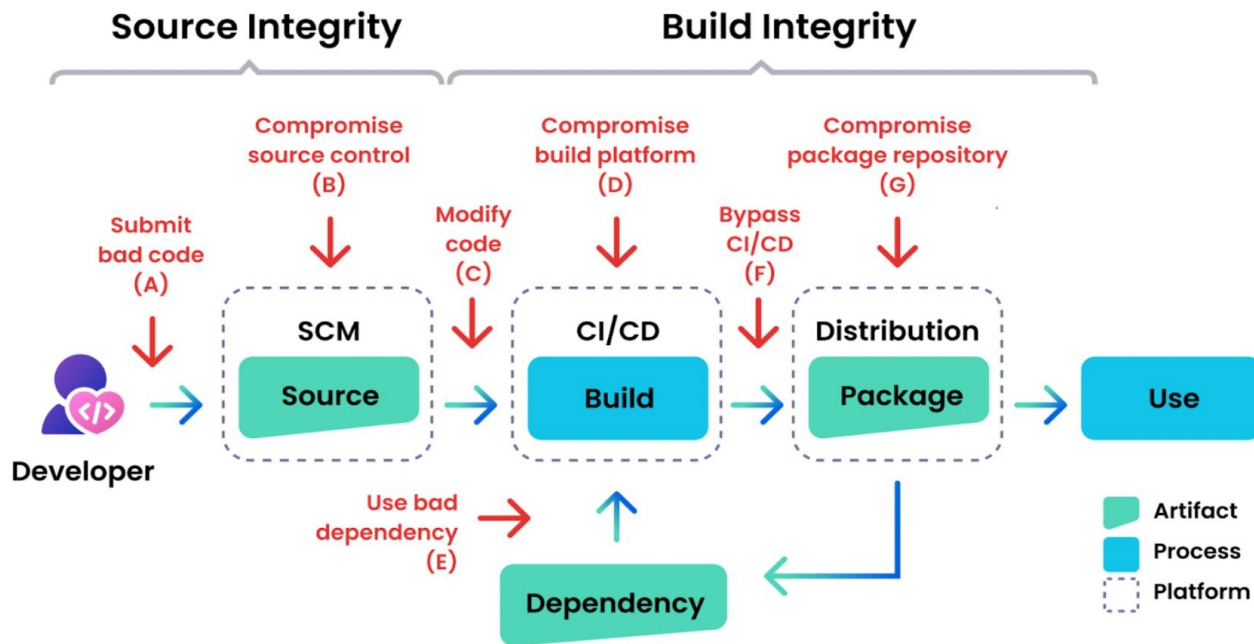 Source Integrity
Build Integrity
Compromise
source control
(B)
Compromise
build platform
(D)
Compromise
package repository
(G)
Submit
bad code
(A)
Modify
code
(C)
Bypass
CI/CD
(F)
SCM
Source
CI/CD
Build
Distribution
Package
Use
</>
Developer
Use bad
dependency
(E)
Dependency
Artifact
Process
Platform